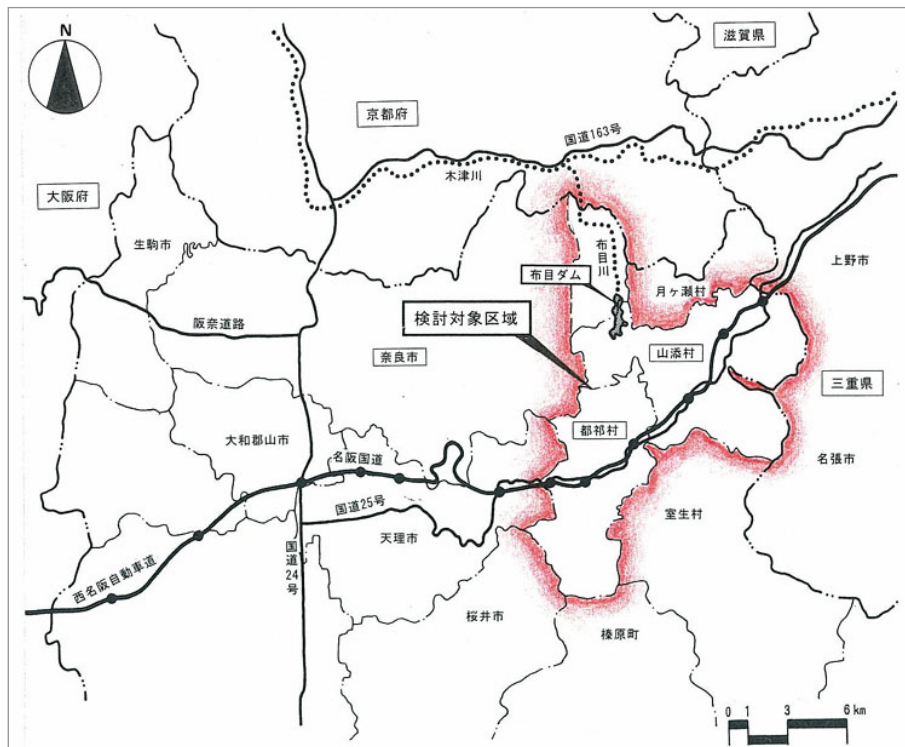 N
滋賀県
京都府
国道163号
木津川
大阪府
生駒市
布目川
上野市
布目ダム
月ヶ瀬村
検討対象区域
阪奈道路
奈良市
山添村
三重県
都祁村
大和郡山市
名阪国道
名張市
国道25号
室生村
天理市
国道24号
西名阪自動車道
桜井市
榛原町
0 1 3 6km